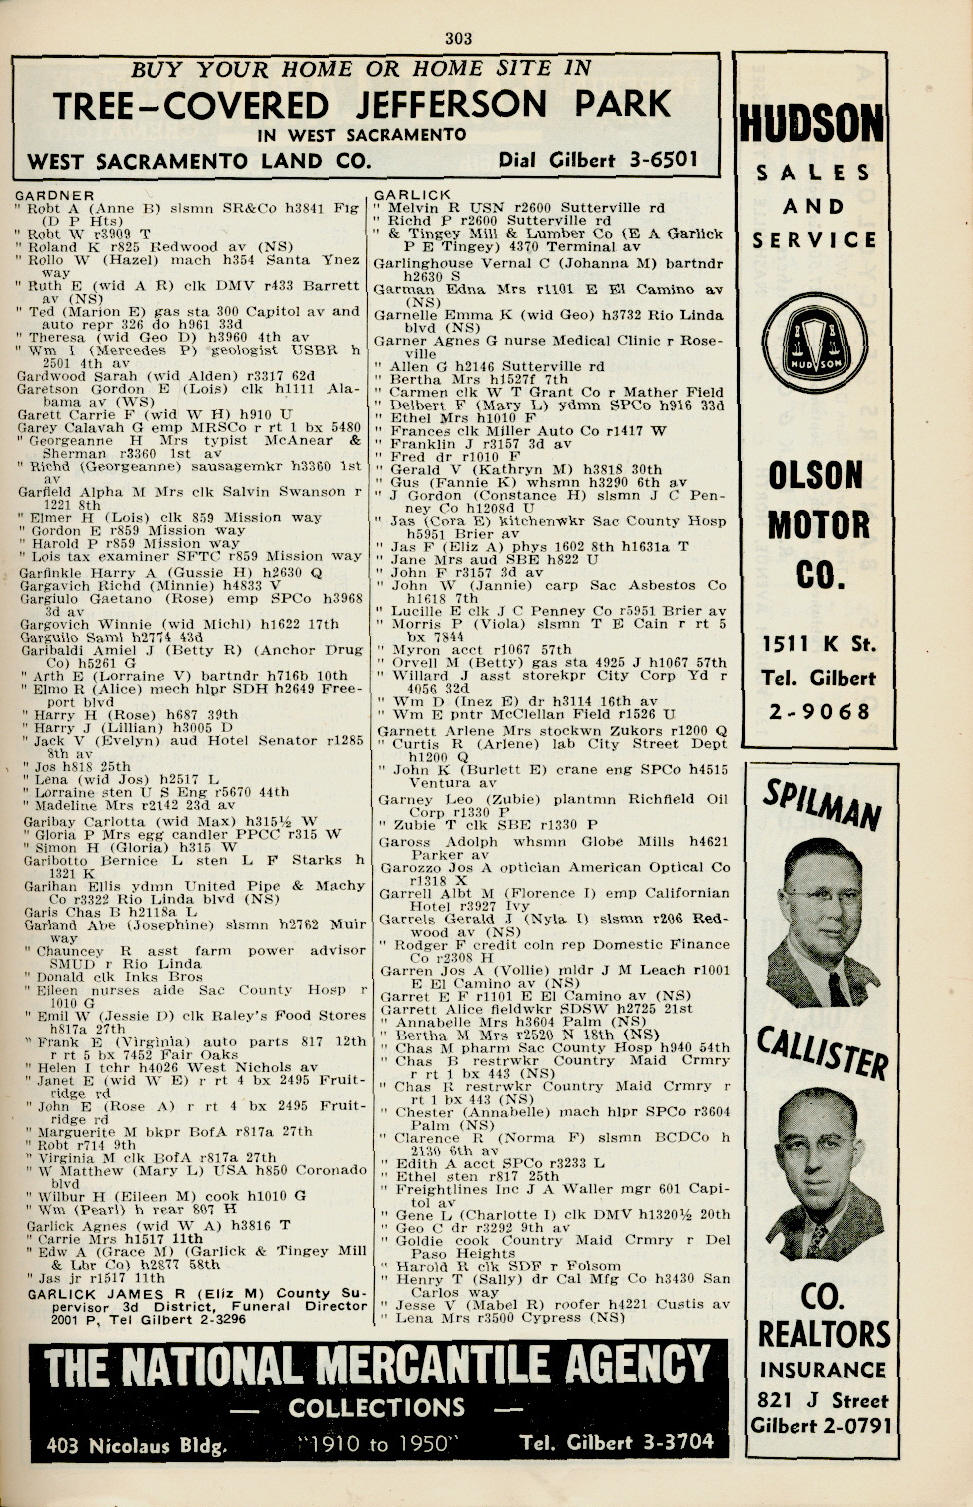 303
BUY YOUR HOME OR HOME SITE IN
TREE-COVERED JEFFERSON PARK
IN WEST SACRAMENTO
WEST SACRAMENTO LAND CO. Dial Gilbert 3-6501
GARDNER
" Robt A (Anne B) slsmn SR&Co h3841 Fig
(D P Hts)
" Robt W r3909 T
" Roland K r825 Redwood av (NS)
" Rollo W (Hazel) mach h354 Santa Ynez
way
" Ruth E (wid A R) clk DMV r433 Barrett
av (NS)
" Ted (Marion E) gas sta 300 Capitol av and
auto repr 326 do h961 33d
" Theresa (wid Geo D) h3960 4th av
" Wm I (Mercedes P) geologist USBR h
2501 4th av
Gardwood Sarah (wid Alden) r3317 62d
Garetson Gordon E (Lois) clk h1111 Ala-
bama av (WS)
Garett Carrie F (wid W H) h910 U
Garey Calavah G emp MRSCo r rt 1 bx 5480
" Georgeanne H Mrs typist McAnear &
Sherman r3360 1st av
" Richd (Georgeanne) sausagemkr h3360 1st
av
Garfield Alpha M Mrs clk Salvin Swanson r
1221 8th
" Elmer H (Lois) clk 859 Mission way
" Gordon E r859 Mission way
" Harold P r859 Mission way
" Lois tax examiner SFTC r859 Mission way
Garfinkle Harry A (Gussie H) h2630 Q
Gargavich Richd (Minnie) h4833 V
Gargiulo Gaetano (Rose) emp SPCo h3968
3d av
Gargovich Winnie (wid Michl) h1622 17th
Garguilo Saml h2774 43d
Garibaldi Amiel J (Betty R) (Anchor Drug
Co) h5261 G
" Arth E (Lorraine V) bartndr h716b 10th
" Elmo R (Alice) mech hlpr SDH h2649 Free-
port blvd
" Harry H (Rose) h687 39th
" Harry J (Lillian) h3005 D
" Jack V (Evelyn) aud Hotel Senator r1285
8th av
" Jos h818 25th
" Lena (wid Jos) h2517 L
" Lorraine sten U S Eng r5670 44th
" Madeline Mrs r2142 23d av
Garibay Carlotta (wid Max) h315½ W
" Gloria P Mrs egg candler PPCC r315 W
" Simon H (Gloria) h315 W
Garibotto Bernice L sten L F Starks h
1321 K
Garihan Ellis ydmn United Pipe & Machy
Co r3322 Rio Linda blvd (NS)
Garis Chas B h2118a L
Garland Abe (Josephine) slsmn h2762 Muir
way
" Chauncey R asst farm power advisor
SMUD r Rio Linda
" Donald clk Inks Bros
" Eileen nurses aide Sac County Hosp r
1010 G
" Emil W (Jessie D) clk Raley's Food Stores
h817a 27th
" Frank E (Virginia) auto parts 817 12th
r rt 5 bx 7452 Fair Oaks
" Helen I tchr h4026 West Nichols av
" Janet E (wid W E) r rt 4 bx 2495 Fruit-
ridge rd
" John E (Rose A) r rt 4 bx 2495 Fruit-
ridge rd
" Marguerite M bkpr BofA r817a 27th
" Robt r714 9th
" Virginia M clk BofA r817a 27th
" W Matthew (Mary L) USA h850 Coronado
blvd
" Wilbur H (Eileen M) cook h1010 G
" Wm (Pearl) h rear 807 H
Garlick Agnes (wid W A) h3816 T
" Carrie Mrs h1517 11th
" Edw A (Grace M) (Garlick & Tingey Mill
& Lbr Co) h2877 58th
" Jas jr r1517 11th
GARLICK JAMES R (Eliz M) County Su-
pervisor 3d District, Funeral Director
2001 P, Tel Gilbert 2-3296
GARLICK
" Melvin R USN r2600 Sutterville rd
" Richd P r2600 Sutterville rd
" & Tingey Mill & Lumber Co (E A Garlick
P E Tingey) 4370 Terminal av
Garlinghouse Vernal C (Johanna M) bartndr
h2630 S
Garman Edna Mrs r1101 E El Camino av
(NS)
Garnelle Emma K (wid Geo) h3732 Rio Linda
blvd (NS)
Garner Agnes G nurse Medical Clinic r Rose-
ville
" Allen G h2146 Sutterville rd
" Bertha Mrs h1527f 7th
" Carmen clk W T Grant Co r Mather Field
" Delbert F (Mary L) ydmn SPCo h916 33d
" Ethel Mrs h1010 F
" Frances clk Miller Auto Co r1417 W
" Franklin J r3157 3d av
" Fred dr r1010 F
" Gerald V (Kathryn M) h3818 30th
" Gus (Fannie K) whsmn h3290 6th av
" J Gordon (Constance H) slsmn J C Pen-
ney Co h1208d U
" Jas (Cora E) kitchenwkr Sac County Hosp
h5951 Brier av
" Jas F (Eliz A) phys 1602 8th h1631a T
" Jane Mrs aud SBE h822 U
" John F r3157 3d av
" John W (Jannie) carp Sac Asbestos Co
h1618 7th
" Lucille E clk J C Penney Co r5951 Brier av
" Morris P (Viola) slsmn T E Cain r rt 5
bx 7844
" Myron acct r1067 57th
" Orvell M (Betty) gas sta 4925 J h1067 57th
" Willard J asst storekpr City Corp Yd r
4056 32d
" Wm D (Inez E) dr h3114 16th av
" Wm E pntr McClellan Field r1526 U
Garnett Arlene Mrs stockwn Zukors r1200 Q
" Curtis R (Arlene) lab City Street Dept
h1200 Q
" John K (Burlett E) crane eng SPCo h4515
Ventura av
Garney Leo (Zubie) plantmn Richfield Oil
Corp r1330 P
" Zubie T clk SBE r1330 P
Gaross Adolph whsmn Globe Mills h4621
Parker av
Garozzo Jos A optician American Optical Co
r1318 X
Garrell Albt M (Florence I) emp Californian
Hotel r3927 Ivy
Garrels Gerald J (Nyla I) slsmn r206 Red-
wood av (NS)
" Rodger F credit coln rep Domestic Finance
Co r2308 H
Garren Jos A (Vollie) mldr J M Leach r1001
E El Camino av (NS)
Garret E F r1101 E El Camino av (NS)
Garrett Alice fieldwkr SDSW h2725 21st
" Annabelle Mrs h3604 Palm (NS)
" Bertha M Mrs r2520 N 18th (NS)
" Chas M pharm Sac County Hosp h940 54th
" Chas B restrwkr Country Maid Crmry
r rt 1 bx 443 (NS)
" Chas R restrwkr Country Maid Crmry r
rt 1 bx 443 (NS)
" Chester (Annabelle) mach hlpr SPCo r3604
Palm (NS)
" Clarence R (Norma F) slsmn BCDCo h
2130 6th av
" Edith A acct SPCo r3233 L
" Ethel sten r817 25th
" Freightlines Inc J A Waller mgr 601 Capi-
tol av
" Gene L (Charlotte I) clk DMV h1320½ 20th
" Geo C dr r3292 9th av
" Goldie cook Country Maid Crmry r Del
Paso Heights
" Harold R clk SDF r Folsom
" Henry T (Sally) dr Cal Mfg Co h3430 San
Carlos way
" Jesse V (Mabel R) roofer h4221 Custis av
" Lena Mrs r3500 Cypress (NS)
HUDSON
SALES
AND
SERVICE
HUDSON
OLSON
MOTOR
CO.
1511 K St.
Tel. Gilbert
2-9068
SPILMAN
CALLISTER
CO.
REALTORS
INSURANCE
821 J Street
Gilbert 2-0791
THE NATIONAL MERCANTILE AGENCY
— COLLECTIONS —
403 Nicolaus Bldg. "1910 to 1950" Tel. Gilbert 3-3704